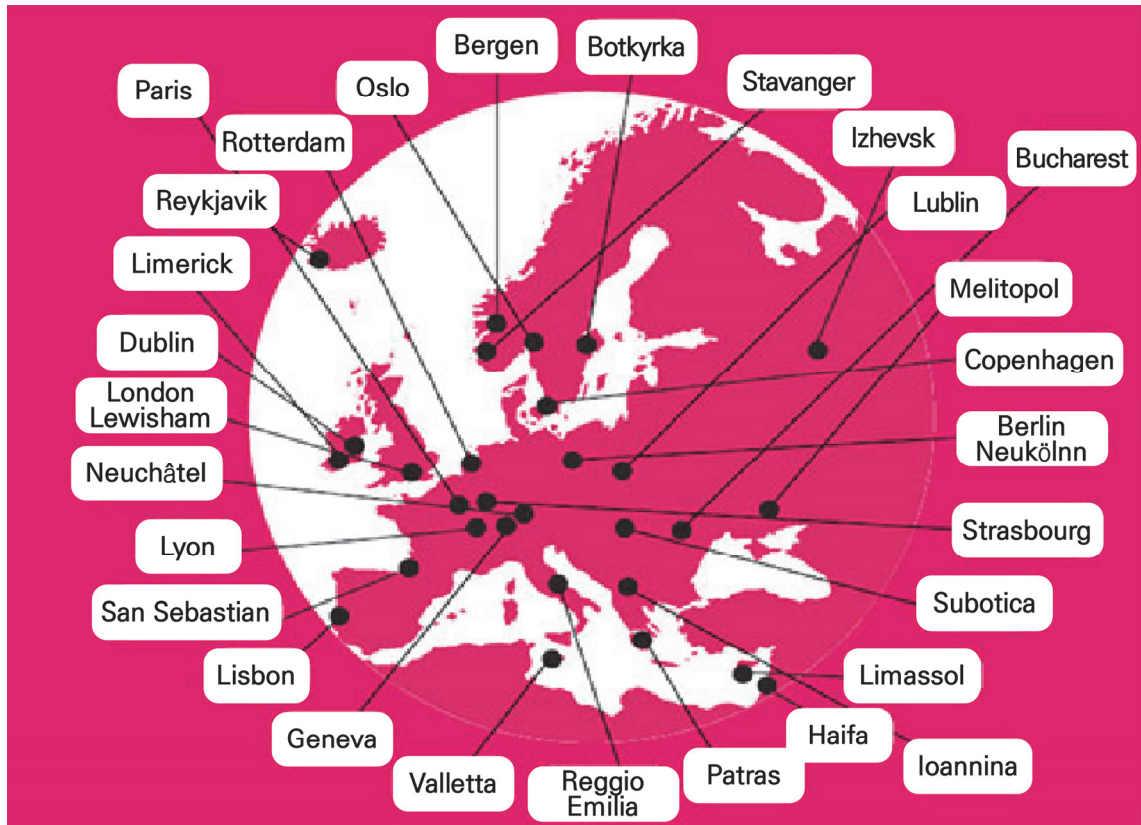 Bergen
Botkyrka
Paris
Oslo
Stavanger
Rotterdam
Izhevsk
Bucharest
Reykjavik
Lublin
Limerick
Melitopol
Dublin
Copenhagen
London
Lewisham
Berlin
Neukölnn
Neuchâtel
Strasbourg
Lyon
San Sebastian
Subotica
Lisbon
Limassol
Geneva
Haifa
Ioannina
Valletta
Reggio
Emilia
Patras